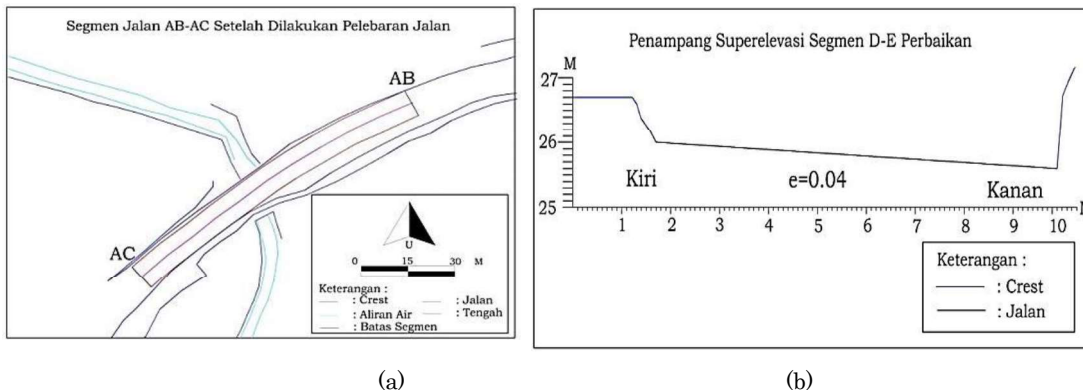 Segmen Jalan AB-AC Setelah Dilakukan Pelebaran Jalan
AB
AC
U
0 15 30 M
Keterangan :
: Crest
: Aliran Air
: Batas Segmen
: Jalan
: Tengah
(a)
Penampang Superelevasi Segmen D-E Perbaikan
M
27
26
25
Kiri
e=0.04
Kanan
1 2 3 4 5 6 7 8 9 10
Keterangan :
: Crest
: Jalan
(b)